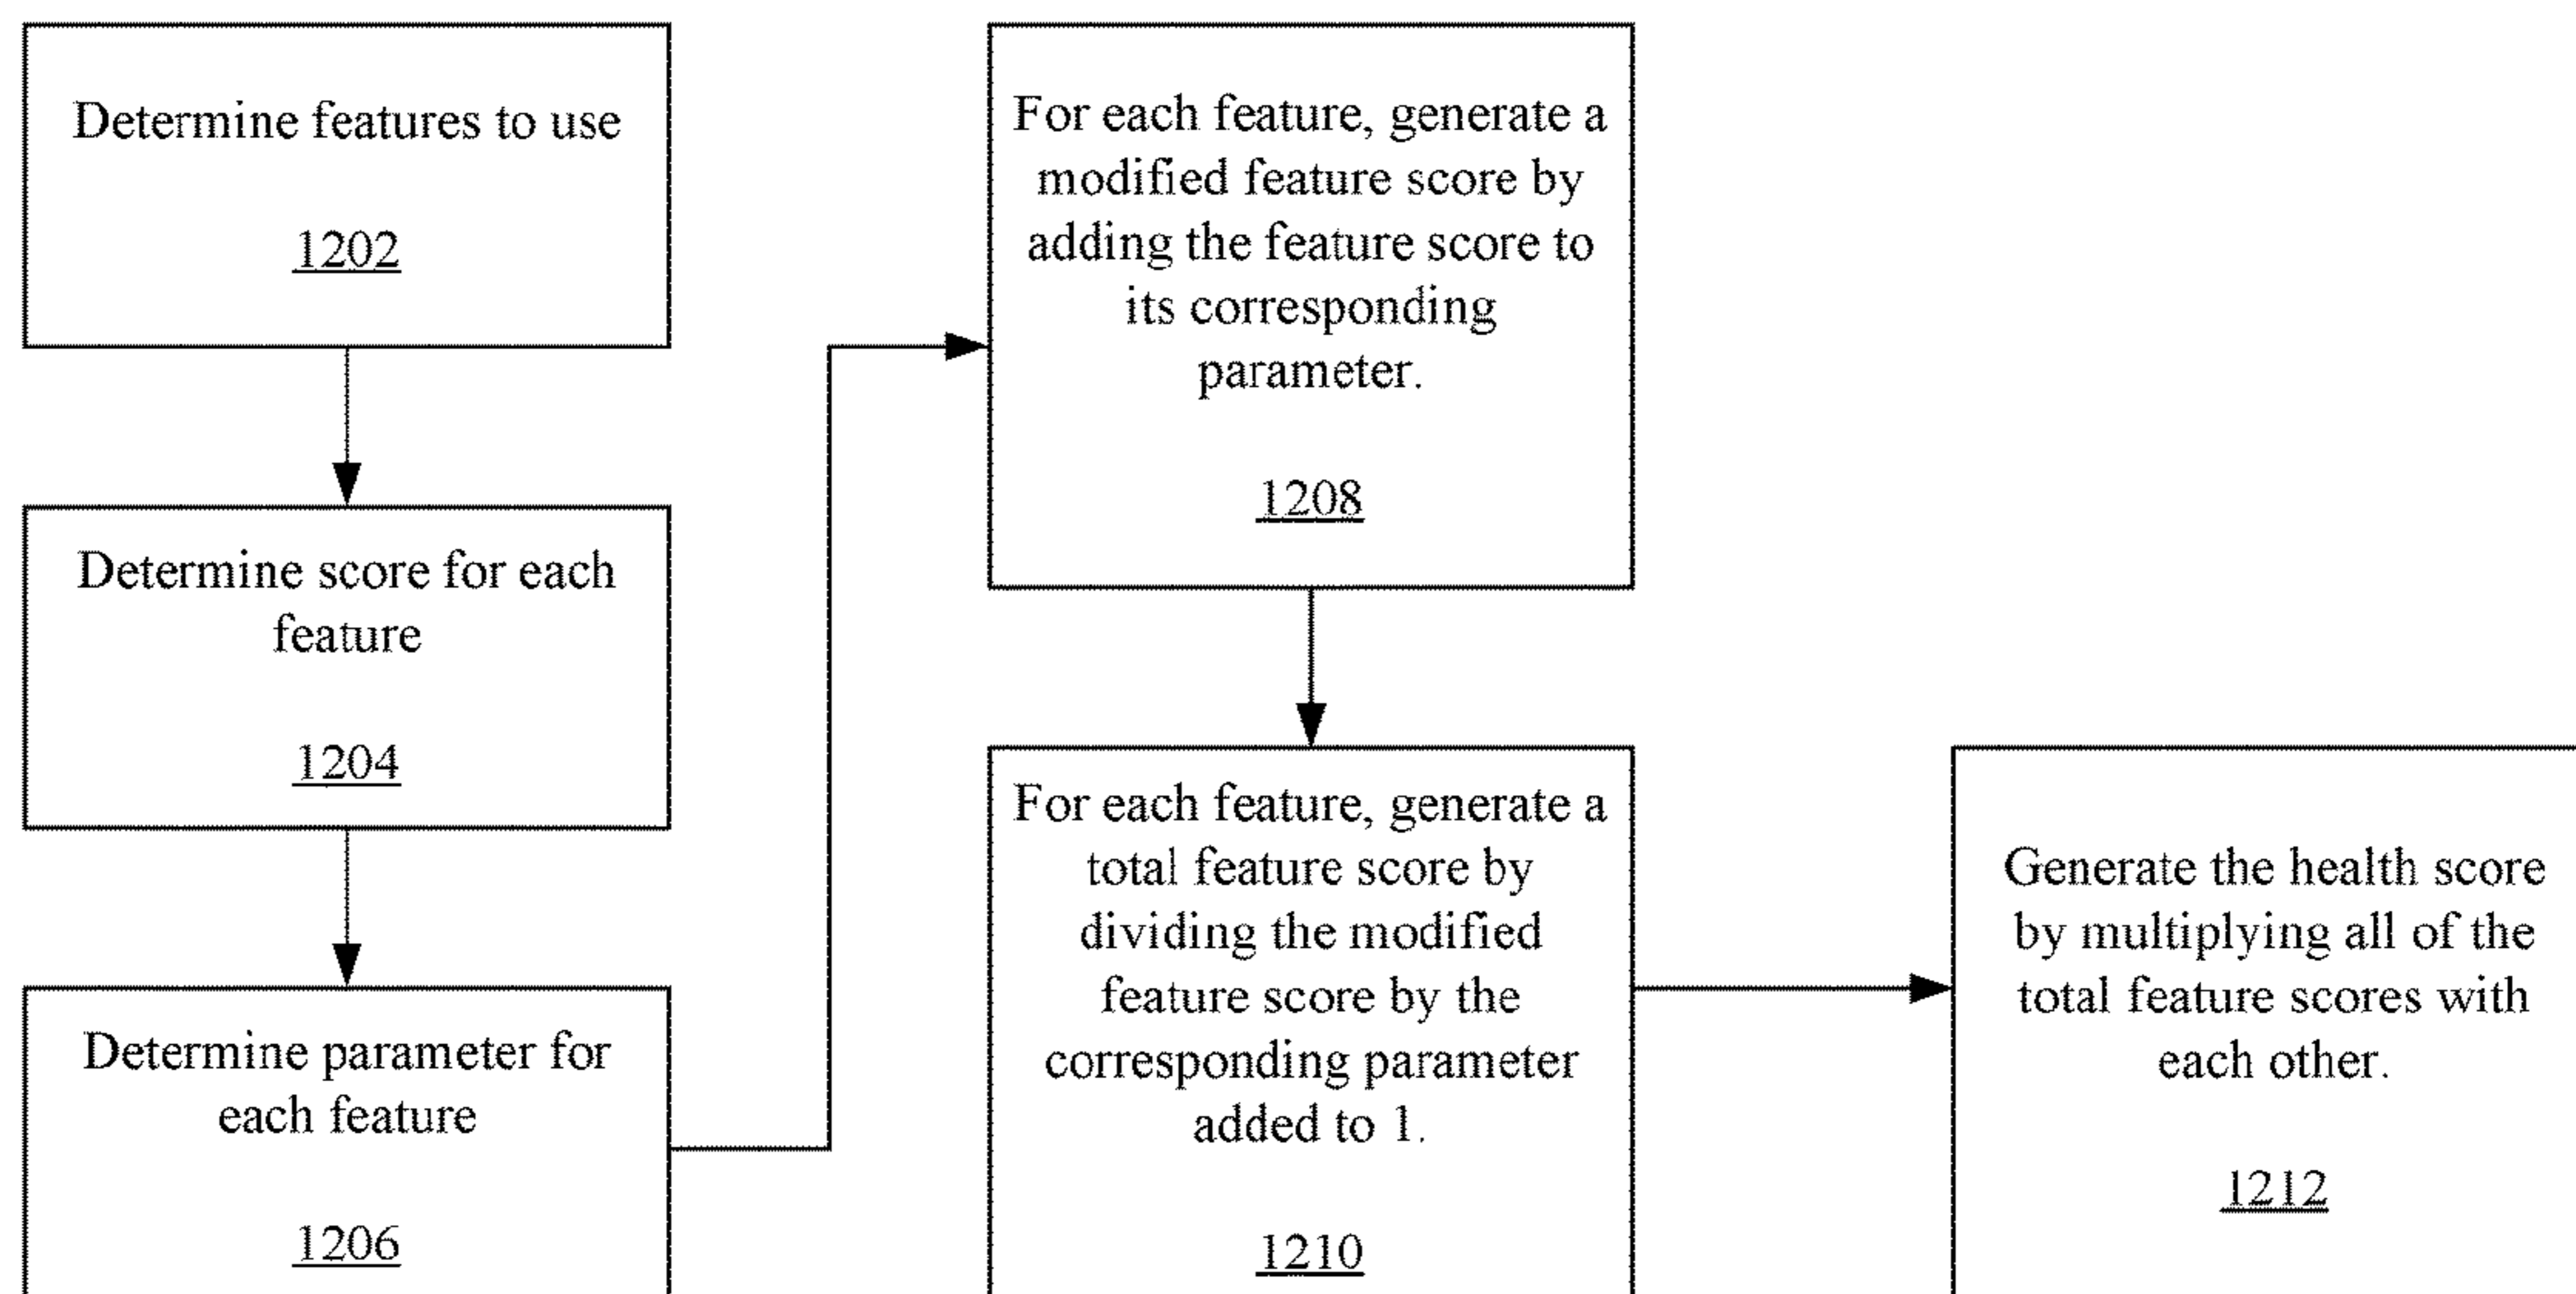 Determine features to use
1202
Determine score for each
feature
1204
Determine parameter for
each feature
1206
For each feature, generate a
modified feature score by
adding the feature score to
its corresponding
parameter.
1208
For each feature, generate a
total feature score by
dividing the modified
feature score by the
corresponding parameter
added to 1.
1210
Generate the health score
by multiplying all of the
total feature scores with
each other.
1212